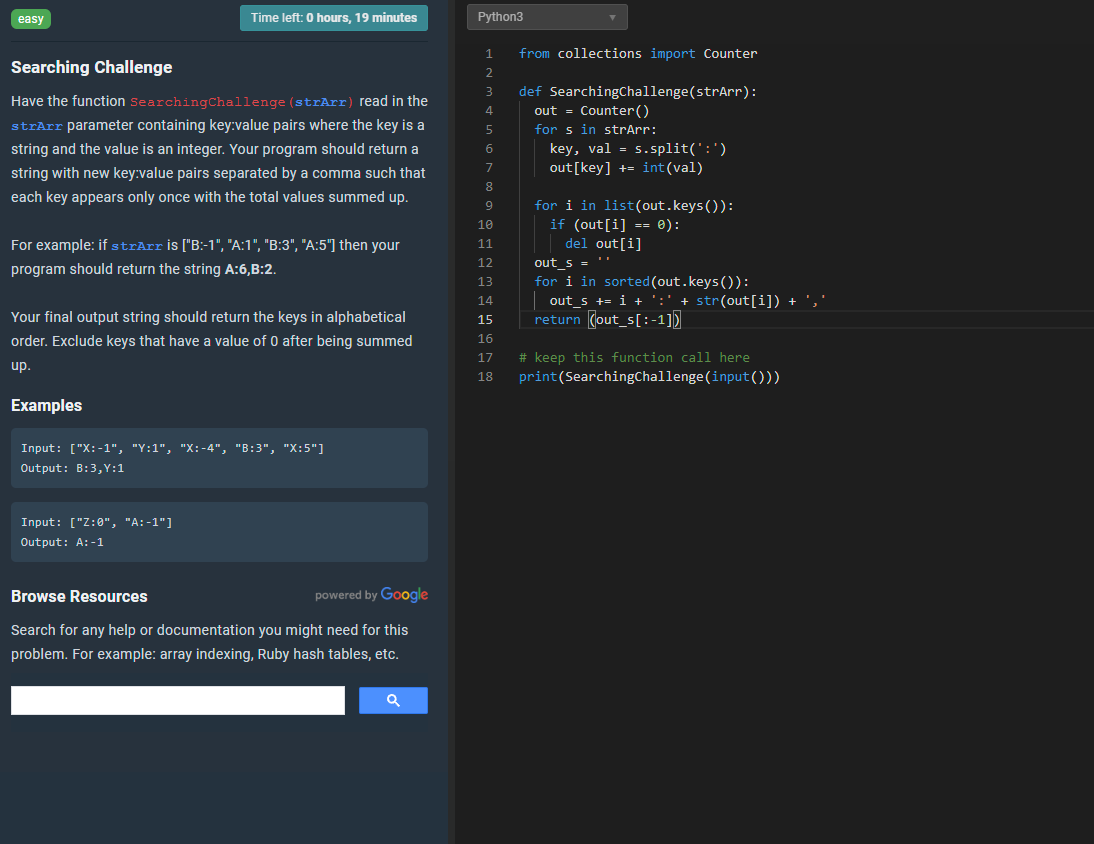 easy
Time left: 0 hours, 19 minutes
Searching Challenge
Have the function SearchingChallenge(strArr) read in the
strArr parameter containing key:value pairs where the key is a
string and the value is an integer. Your program should return a
string with new key:value pairs separated by a comma such that
each key appears only once with the total values summed up.
For example: if strArr is ["B:-1", "A:1", "B:3", "A:5"] then your
program should return the string A:6,B:2.
Your final output string should return the keys in alphabetical
order. Exclude keys that have a value of 0 after being summed
up.
Examples
Input: ["X:-1", "Y:1", "X:-4", "B:3", "X:5"]
Output: B:3,Y:1
Input: ["Z:0", "A:-1"]
Output: A:-1
Browse Resources
powered by Google
Search for any help or documentation you might need for this
problem. For example: array indexing, Ruby hash tables, etc.
Python3
1 from collections import Counter
2
3 def SearchingChallenge(strArr):
4   out = Counter()
5   for s in strArr:
6     key, val = s.split(':')
7     out[key] += int(val)
8
9   for i in list(out.keys()):
10     if (out[i] == 0):
11       del out[i]
12   out_s = ''
13   for i in sorted(out.keys()):
14     out_s += i + ':' + str(out[i]) + ','
15   return (out_s[:-1])
16
17 # keep this function call here
18 print(SearchingChallenge(input()))